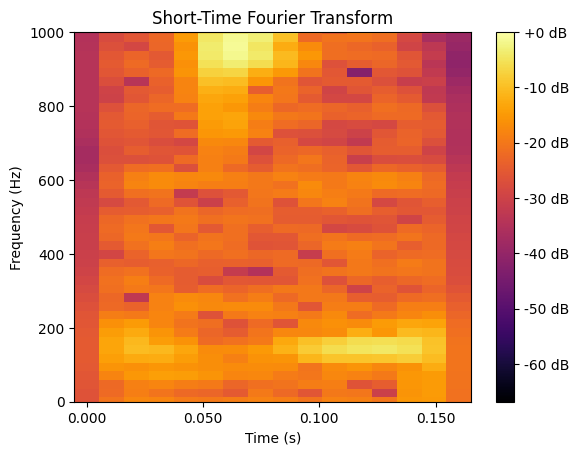 Short-Time Fourier Transform
1000
800
600
400
200
0
Frequency (Hz)
0.000
0.050
0.100
0.150
Time (s)
+0 dB
-10 dB
-20 dB
-30 dB
-40 dB
-50 dB
-60 dB